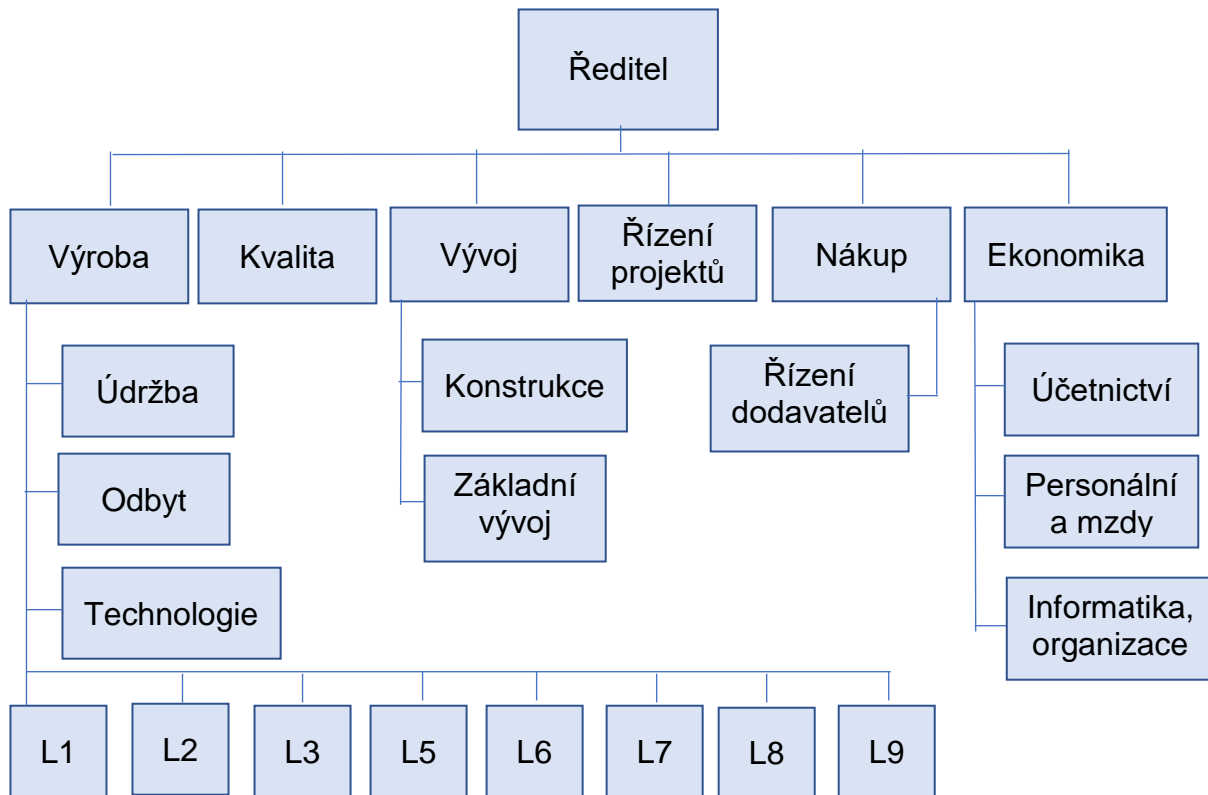 Ředitel
Výroba
Kvalita
Vývoj
Řízení
projektů
Nákup
Ekonomika
Údržba
Konstrukce
Řízení
dodavatelů
Účetnictví
Odbyt
Základní
vývoj
Personální
a mzdy
Technologie
Informatika,
organizace
L1
L2
L3
L5
L6
L7
L8
L9